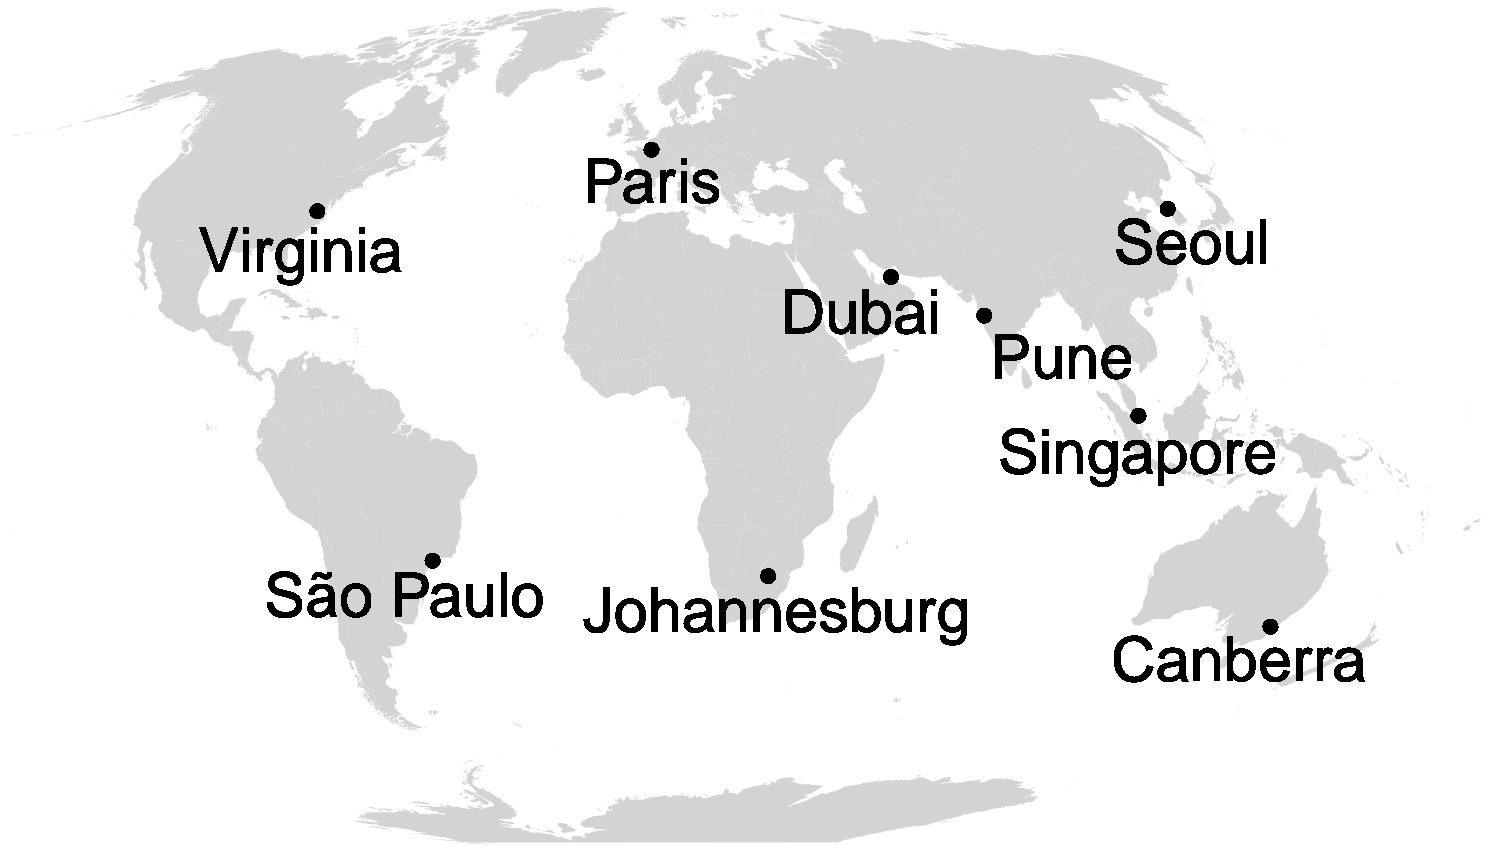 Paris
Virginia
Seoul
Dubai
Pune
Singapore
São Paulo
Johannesburg
Canberra